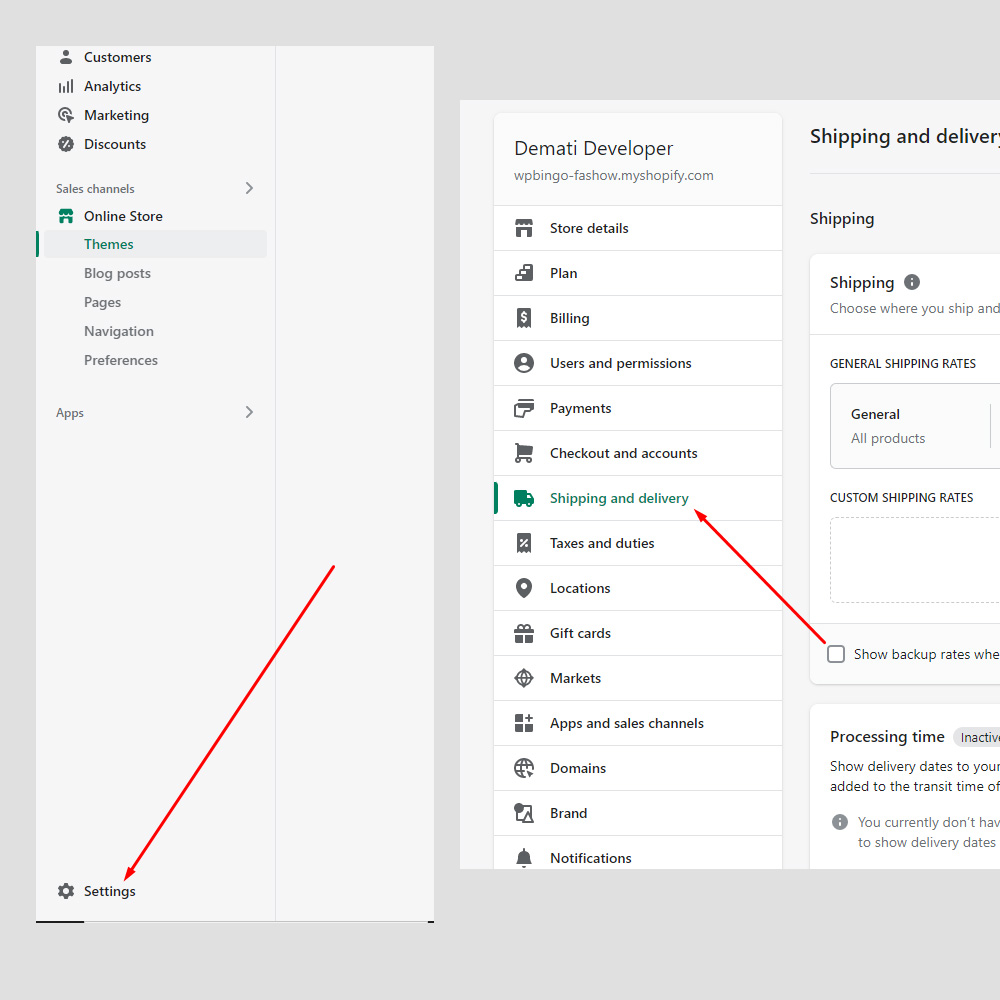 Customers
Analytics
Marketing
Discounts
Sales channels
Online Store
Themes
Blog posts
Pages
Navigation
Preferences
Apps
Settings
Demati Developer
wpbingo-fashow.myshopify.com
Store details
Plan
Billing
Users and permissions
Payments
Checkout and accounts
Shipping and delivery
Taxes and duties
Locations
Gift cards
Markets
Apps and sales channels
Domains
Brand
Notifications
Shipping and delivery
Shipping
Shipping
Choose where you ship and
GENERAL SHIPPING RATES
General
All products
CUSTOM SHIPPING RATES
Show backup rates whe
Processing time Inactive
Show delivery dates to your
added to the transit time of
You currently don't hav
to show delivery dates